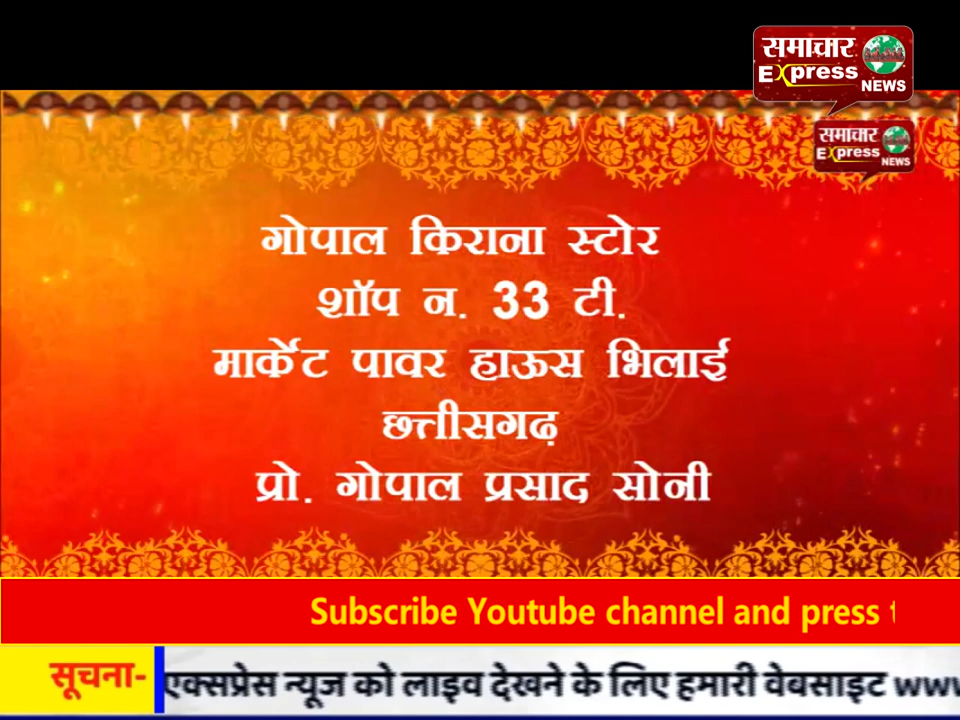 समाचार
Express
NEWS
समाचार
Express
NEWS
गोपाल किराना स्टोर
शॉप न. 33 टी.
मार्केट पावर हाऊस भिलाई
छत्तीसगढ़
प्रो. गोपाल प्रसाद सोनी
Subscribe Youtube channel and press
सूचना- एक्सप्रेस न्यूज को लाइव देखने के लिए हमारी वेबसाइट www